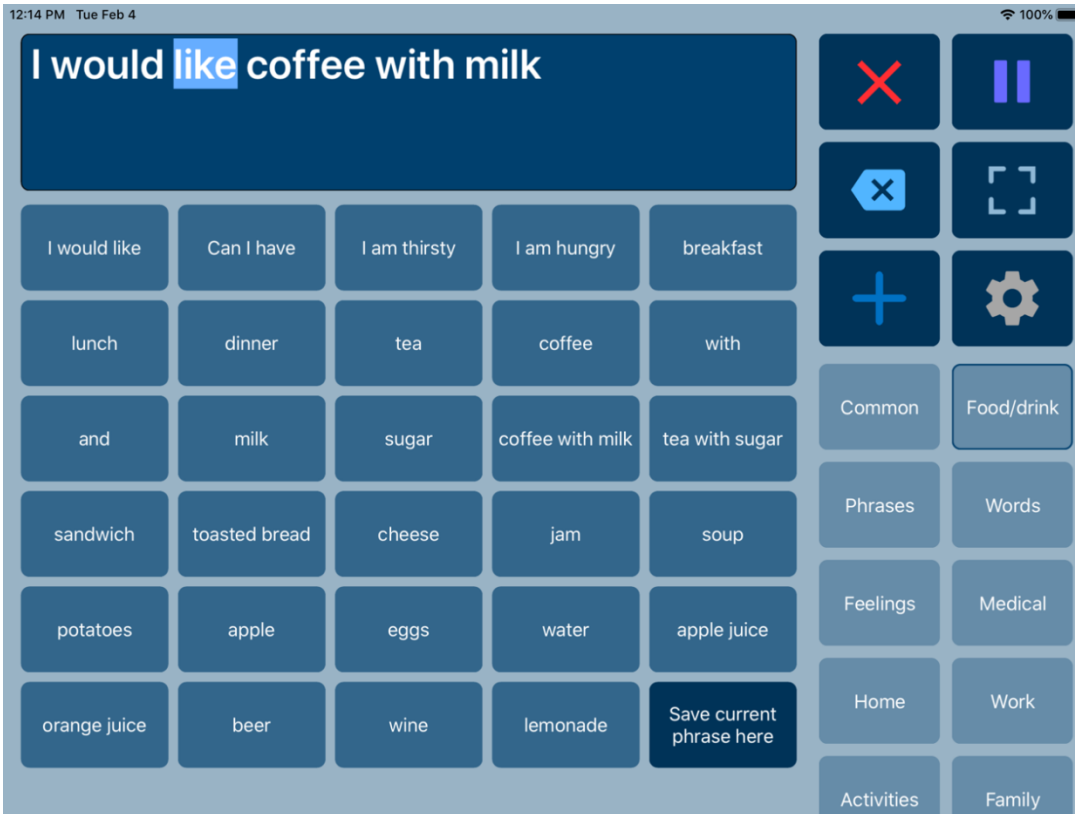 12:14 PM Tue Feb 4
100%
I would like coffee with milk
I would like
Can I have
I am thirsty
I am hungry
breakfast
lunch
dinner
tea
coffee
with
and
milk
sugar
coffee with milk
tea with sugar
sandwich
toasted bread
cheese
jam
soup
potatoes
apple
eggs
water
apple juice
orange juice
beer
wine
lemonade
Save current
phrase here
Common
Food/drink
Phrases
Words
Feelings
Medical
Home
Work
Activities
Family